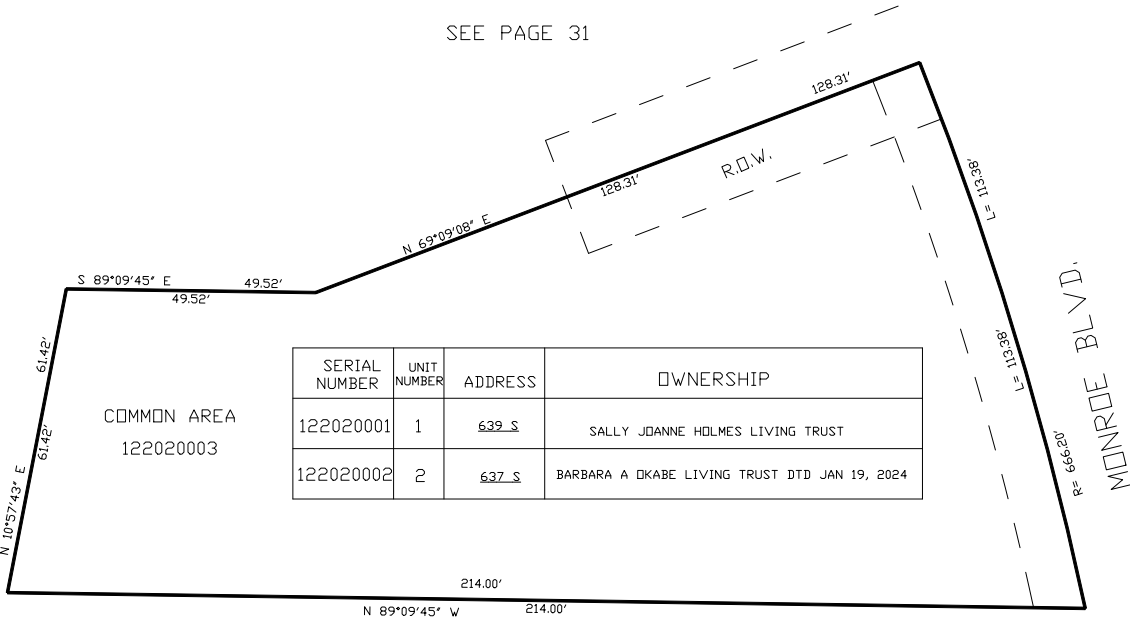 SEE PAGE 31
128.31'
R.O.W.
128.31'
N 69°09'08" E
L= 113.38'
S 89°09'45" E
49.52'
49.52'
61.42'
61.42'
N 10°57'43" E
COMMON AREA
122020003
SERIAL NUMBER UNIT NUMBER ADDRESS OWNERSHIP
122020001 1 639 S SALLY JOANNE HOLMES LIVING TRUST
122020002 2 637 S BARBARA A OKABE LIVING TRUST DTD JAN 19, 2024
L= 113.38'
R= 666.20'
MONROE BLVD.
214.00'
N 89°09'45" W
214.00'